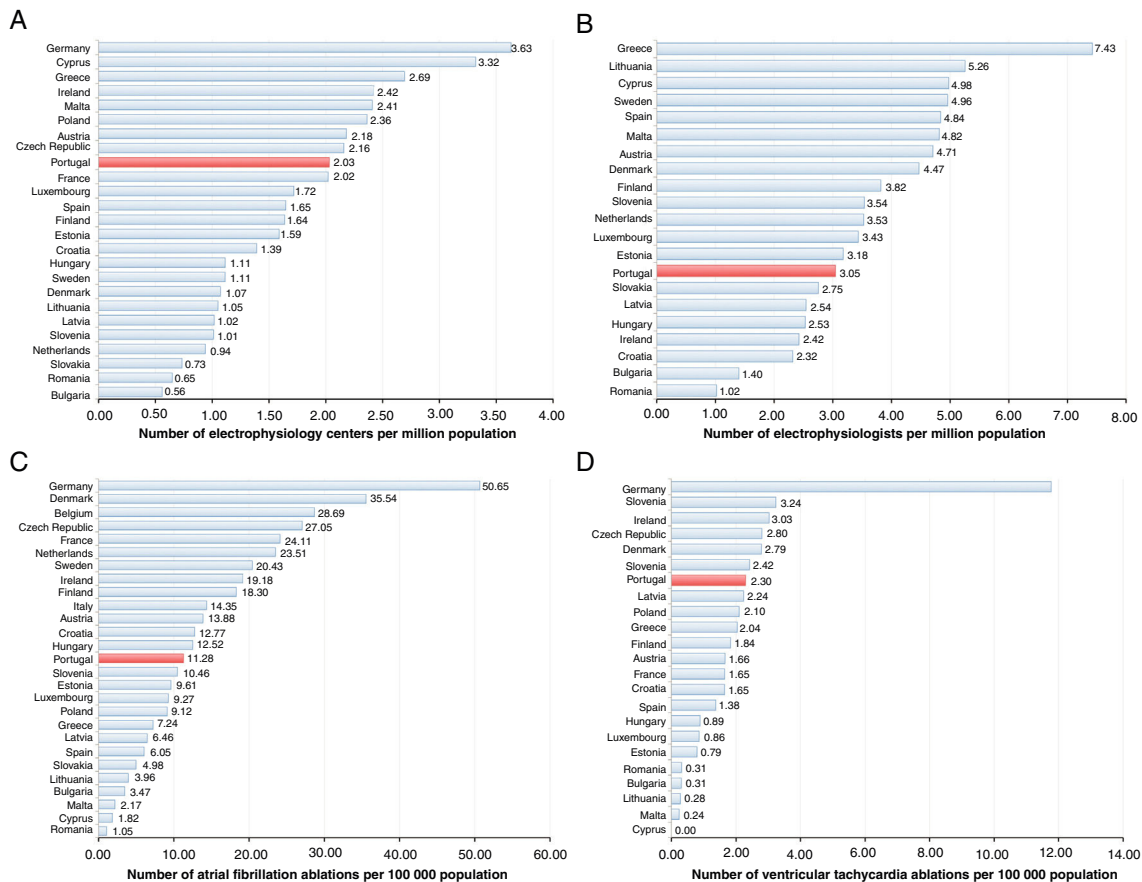 A
Germany 3.63
Cyprus 3.32
Greece 2.69
Ireland 2.42
Malta 2.41
Poland 2.36
Austria 2.18
Czech Republic 2.16
Portugal 2.03
France 2.02
Luxembourg 1.72
Spain 1.65
Finland 1.64
Estonia 1.59
Croatia 1.39
Hungary 1.11
Sweden 1.11
Denmark 1.07
Lithuania 1.05
Latvia 1.02
Slovenia 1.01
Netherlands 0.94
Slovakia 0.73
Romania 0.65
Bulgaria 0.56
0.00 0.50 1.00 1.50 2.00 2.50 3.00 3.50 4.00
Number of electrophysiology centers per million population
B
Greece 7.43
Lithuania 5.26
Cyprus 4.98
Sweden 4.96
Spain 4.84
Malta 4.82
Austria 4.71
Denmark 4.47
Finland 3.82
Slovenia 3.54
Netherlands 3.53
Luxembourg 3.43
Estonia 3.18
Portugal 3.05
Slovakia 2.75
Latvia 2.54
Hungary 2.53
Ireland 2.42
Croatia 2.32
Bulgaria 1.40
Romania 1.02
0.00 1.00 2.00 3.00 4.00 5.00 6.00 7.00 8.00
Number of electrophysiologists per million population
C
Germany 50.65
Denmark 35.54
Belgium 28.69
Czech Republic 27.05
France 24.11
Netherlands 23.51
Sweden 20.43
Ireland 19.18
Finland 18.30
Italy 14.35
Austria 13.88
Croatia 12.77
Hungary 12.52
Portugal 11.28
Slovenia 10.46
Estonia 9.61
Luxembourg 9.27
Poland 9.12
Greece 7.24
Latvia 6.46
Spain 6.05
Slovakia 4.98
Lithuania 3.96
Bulgaria 3.47
Malta 2.17
Cyprus 1.82
Romania 1.05
0.00 10.00 20.00 30.00 40.00 50.00 60.00
Number of atrial fibrillation ablations per 100 000 population
D
Germany
Slovenia 3.24
Ireland 3.03
Czech Republic 2.80
Denmark 2.79
Slovenia 2.42
Portugal 2.30
Latvia 2.24
Poland 2.10
Greece 2.04
Finland 1.84
Austria 1.66
France 1.65
Croatia 1.65
Spain 1.38
Hungary 0.89
Luxembourg 0.86
Estonia 0.79
Romania 0.31
Bulgaria 0.31
Lithuania 0.28
Malta 0.24
Cyprus 0.00
0.00 2.00 4.00 6.00 8.00 10.00 12.00 14.00
Number of ventricular tachycardia ablations per 100 000 population